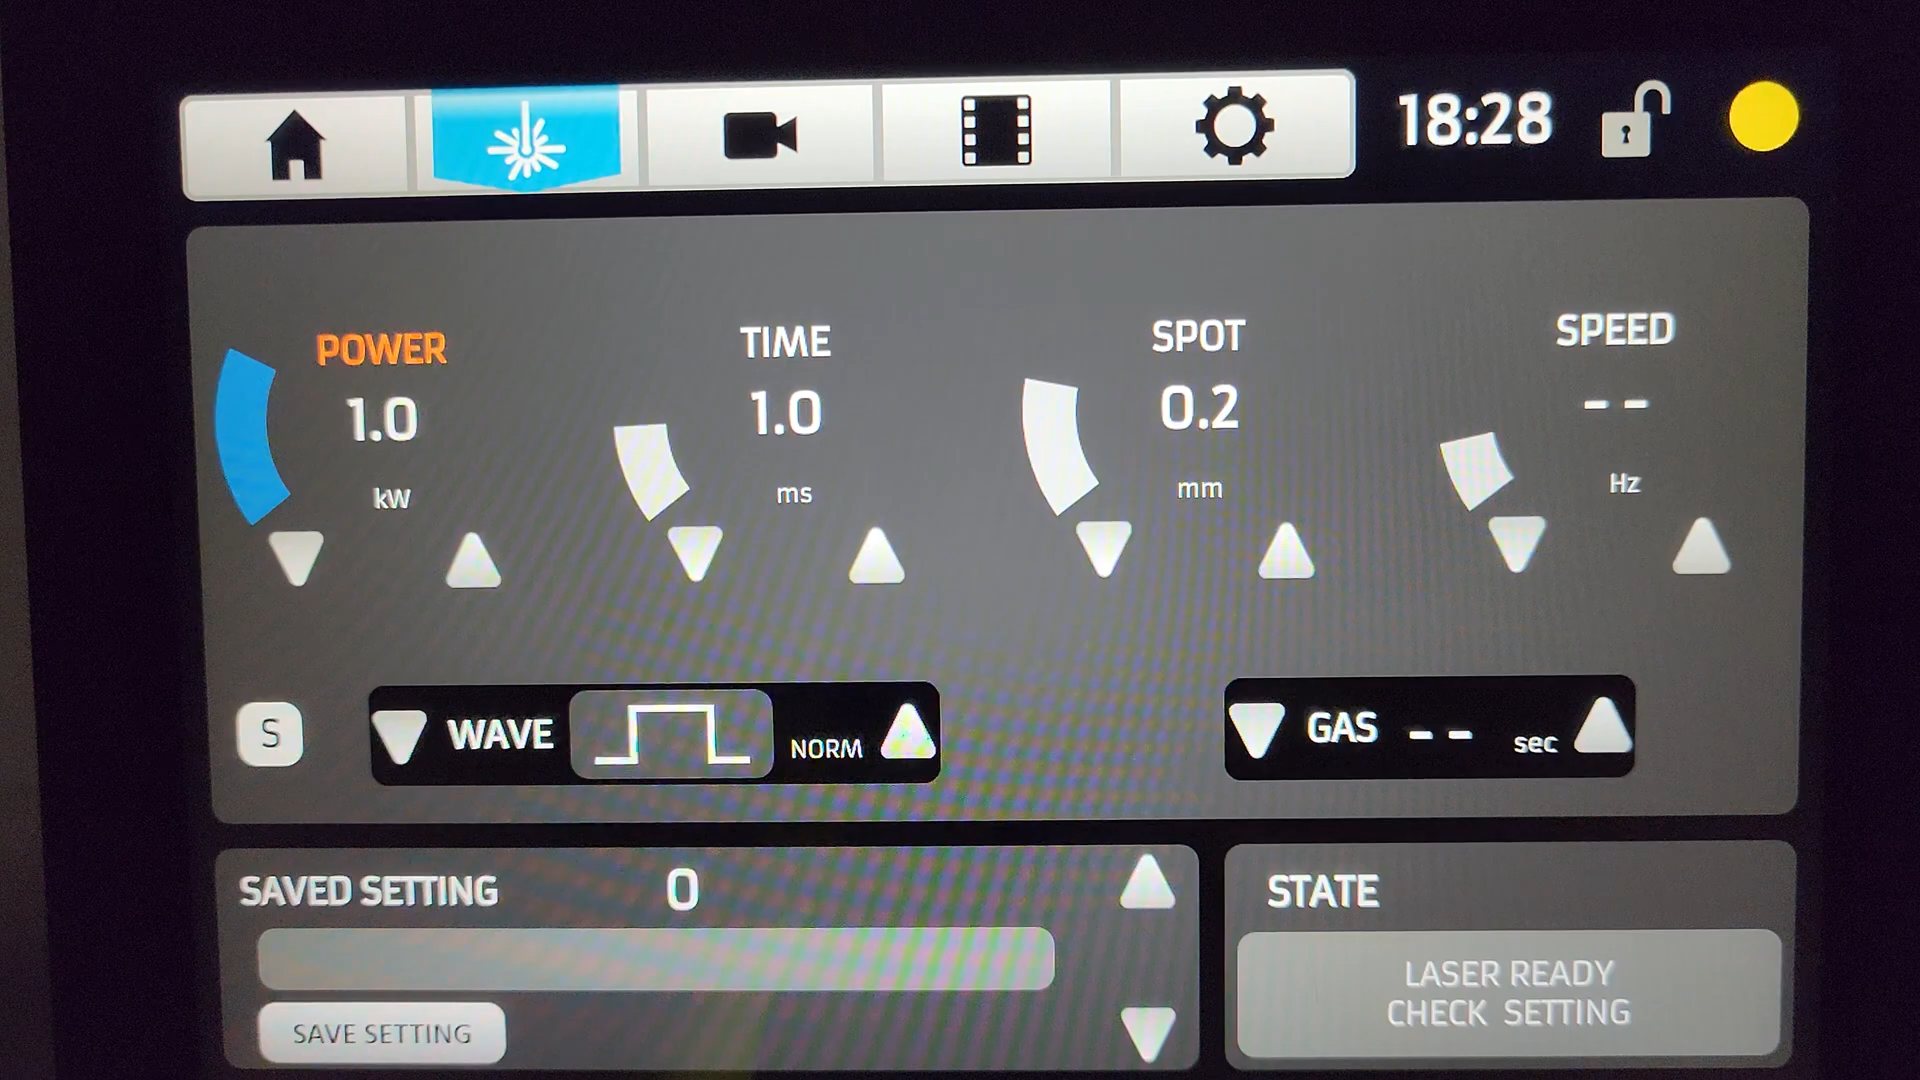 18:28
POWER
1.0
kW
TIME
1.0
ms
SPOT
0.2
mm
SPEED
--
Hz
S
WAVE NORM
GAS -- sec
SAVED SETTING 0
SAVE SETTING
STATE
LASER READY
CHECK SETTING